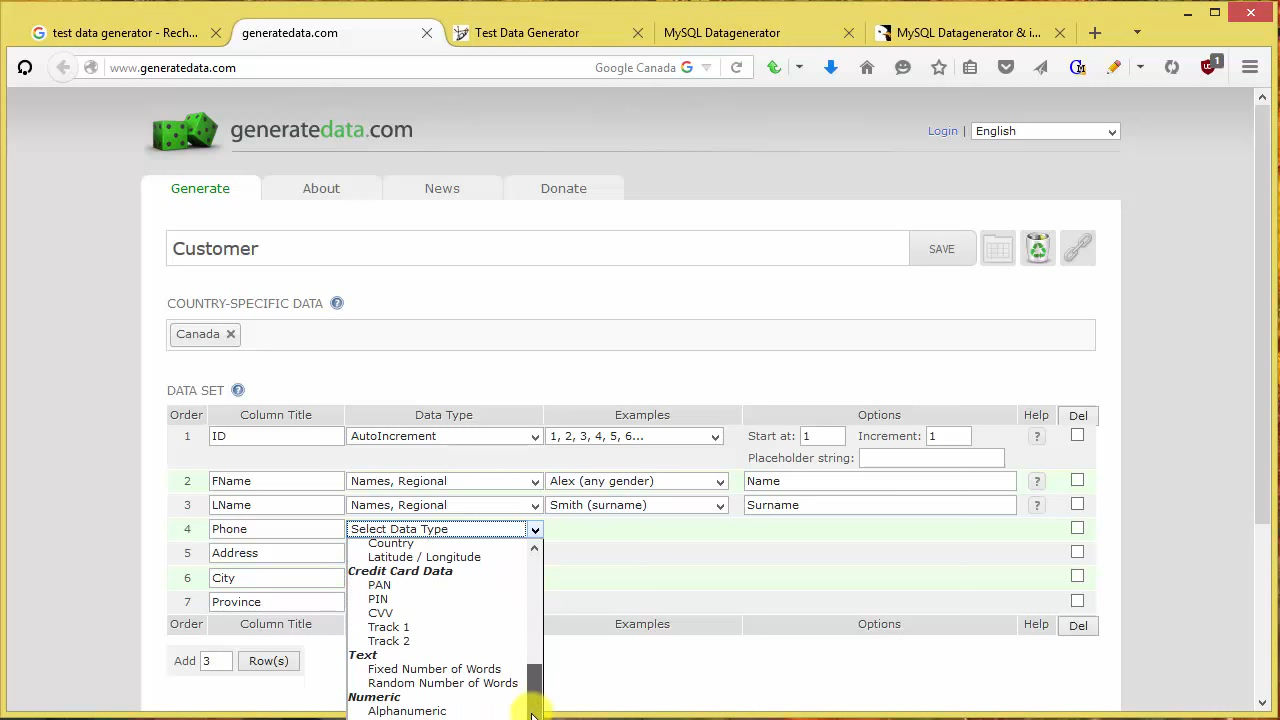 test data generator - Rech...
generatedata.com
Test Data Generator
MySQL Datagenerator
MySQL Datagenerator & i...
www.generatedata.com
Google Canada
1
generatedata.com
Login | English
Generate About News Donate
Customer SAVE
COUNTRY-SPECIFIC DATA ?
Canada
DATA SET ?
Order Column Title Data Type Examples Options Help Del
1 ID AutoIncrement 1, 2, 3, 4, 5, 6... Start at: 1 Increment: 1 ?
Placeholder string:
2 FName Names, Regional Alex (any gender) Name ?
3 LName Names, Regional Smith (surname) Surname ?
4 Phone Select Data Type
Country
5 Address Latitude / Longitude
Credit Card Data
6 City PAN
7 Province PIN
CVV
Order Column Title Track 1 Examples Options Help Del
Track 2
Text
Add 3 Row(s) Fixed Number of Words
Random Number of Words
Numeric
Alphanumeric